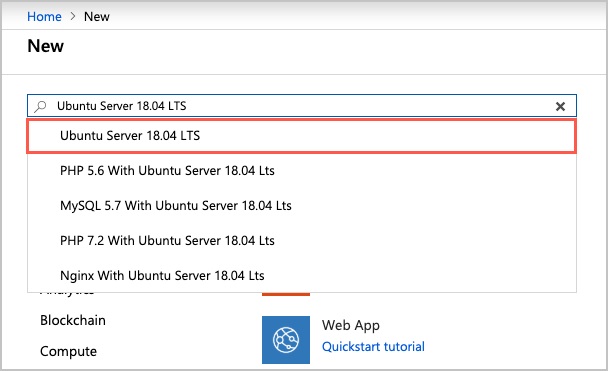 Home > New
New
Ubuntu Server 18.04 LTS
Ubuntu Server 18.04 LTS
PHP 5.6 With Ubuntu Server 18.04 Lts
MySQL 5.7 With Ubuntu Server 18.04 Lts
PHP 7.2 With Ubuntu Server 18.04 Lts
Nginx With Ubuntu Server 18.04 Lts
Analytics
Blockchain
Web App
Quickstart tutorial
Compute